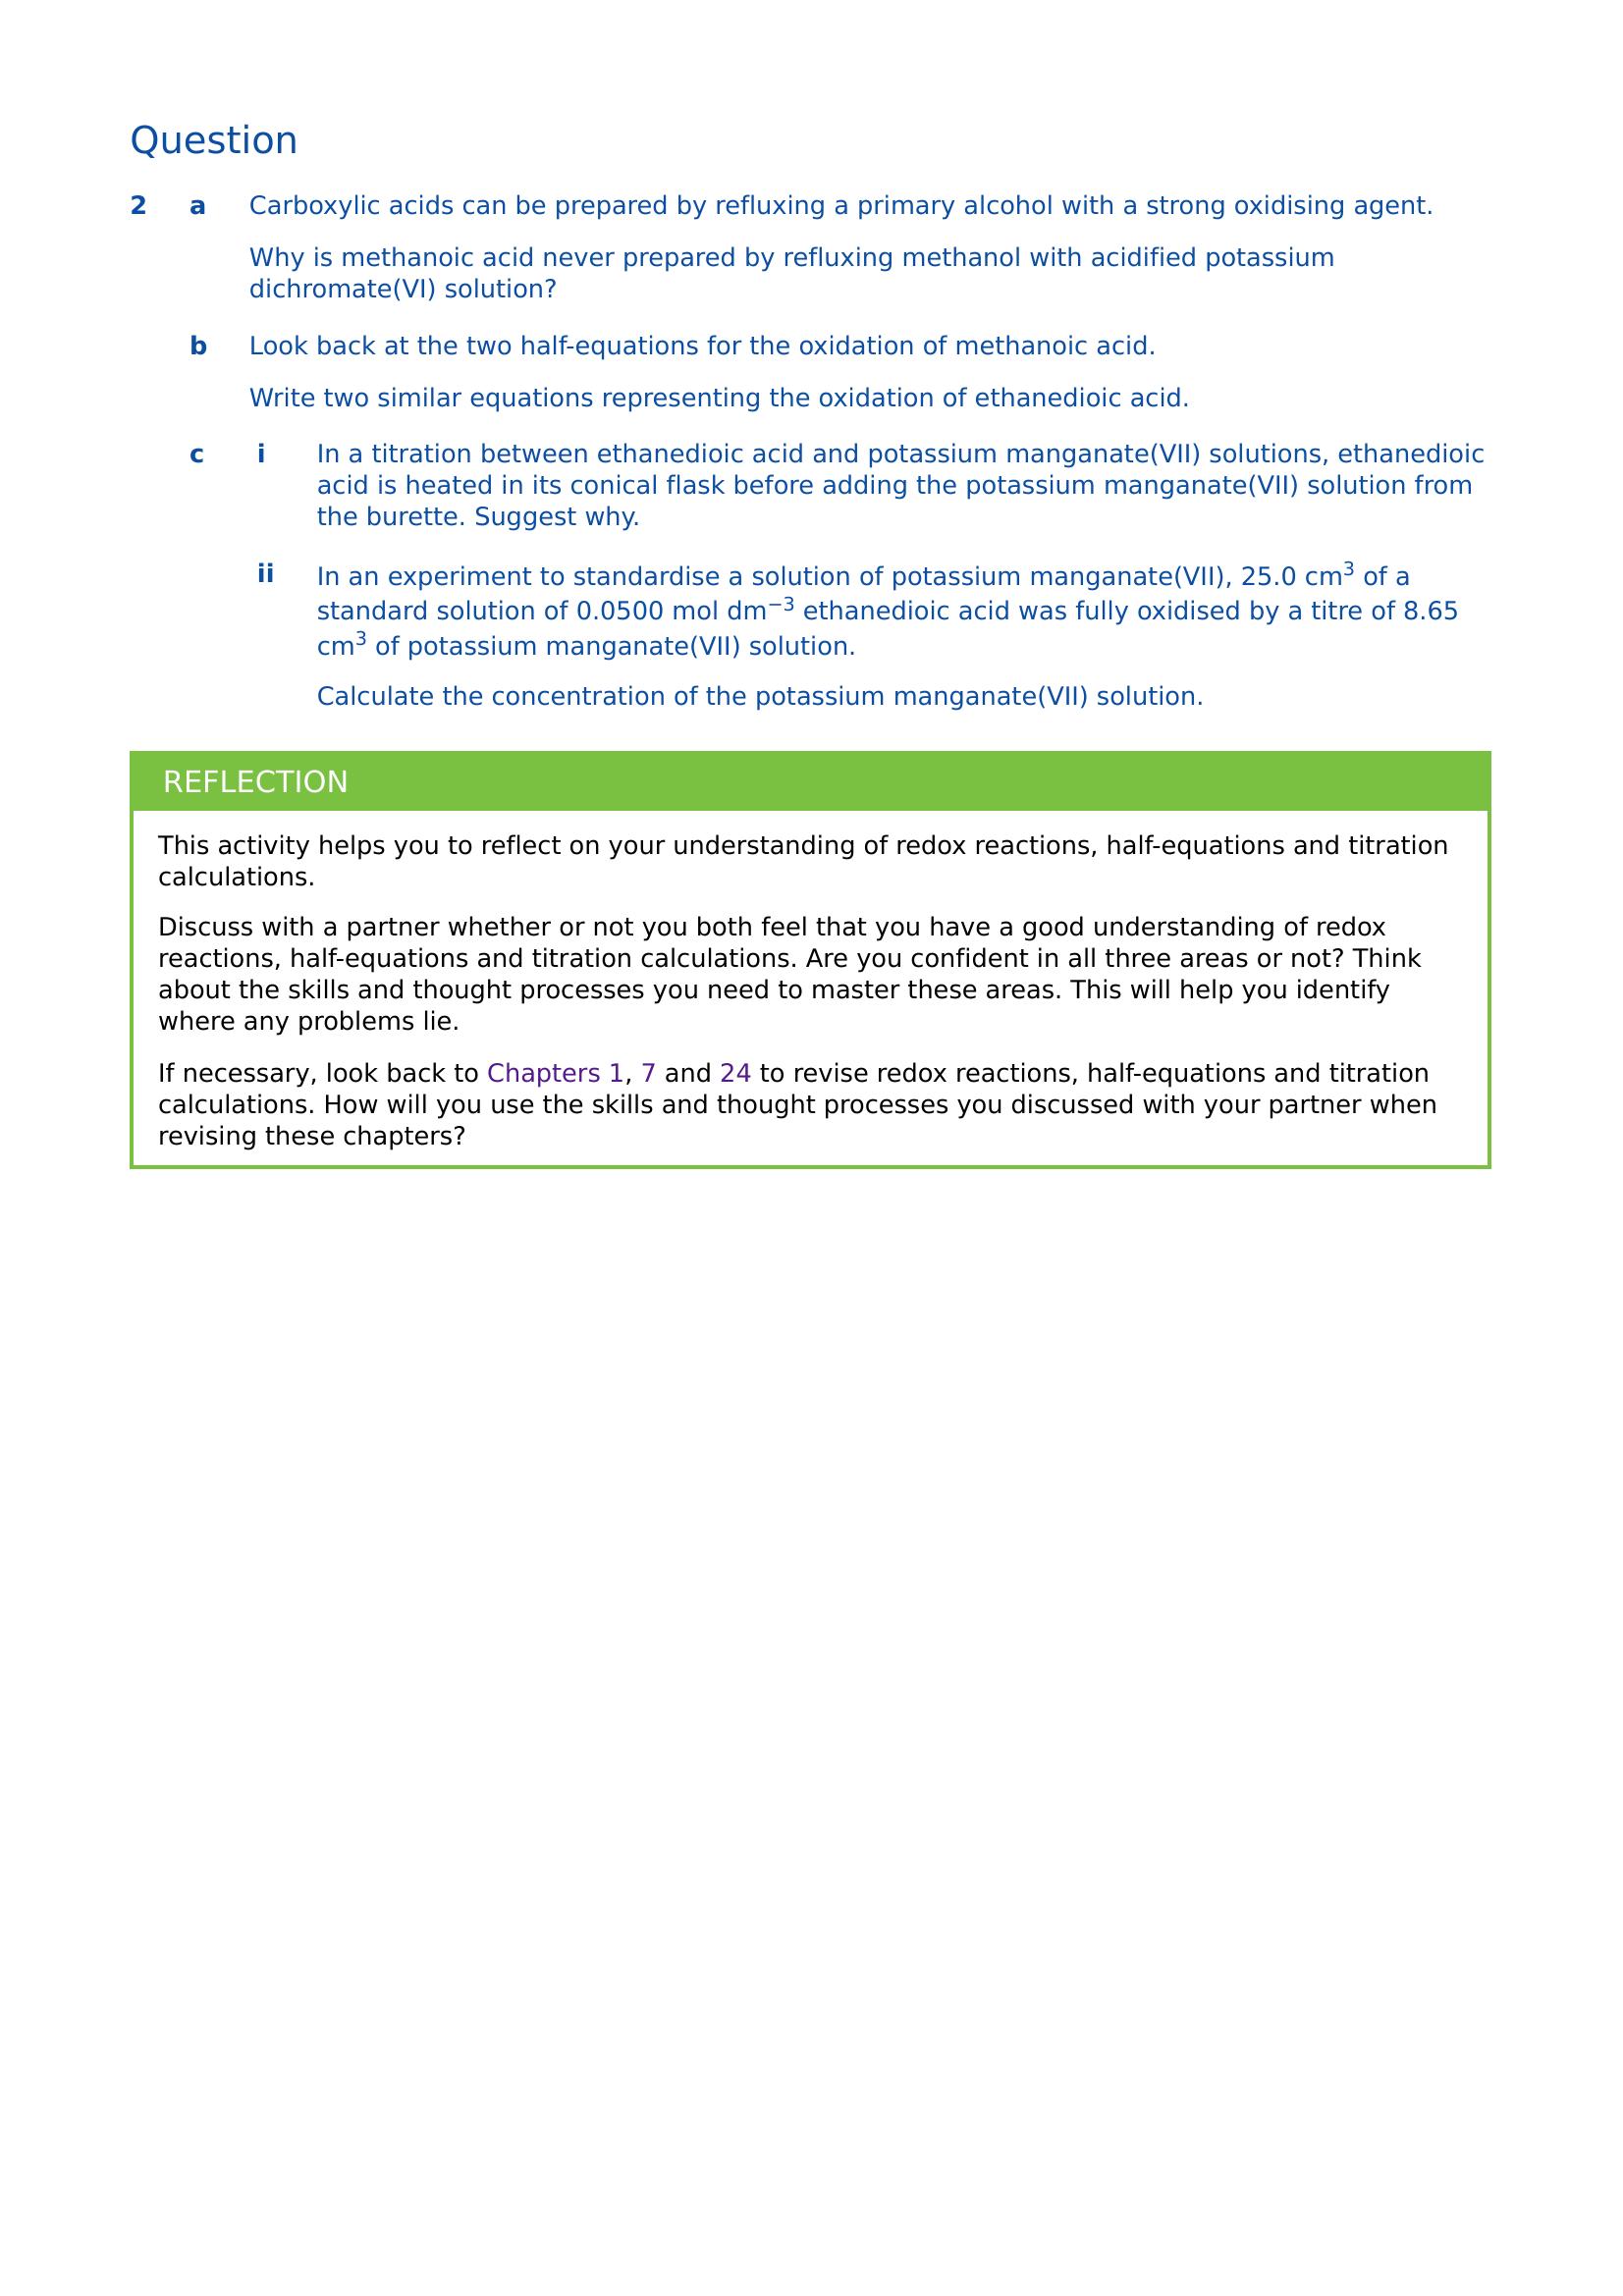 Question
2 a Carboxylic acids can be prepared by refluxing a primary alcohol with a strong oxidising agent.
Why is methanoic acid never prepared by refluxing methanol with acidified potassium
dichromate(VI) solution?
b Look back at the two half-equations for the oxidation of methanoic acid.
Write two similar equations representing the oxidation of ethanedioic acid.
c i In a titration between ethanedioic acid and potassium manganate(VII) solutions, ethanedioic
acid is heated in its conical flask before adding the potassium manganate(VII) solution from
the burette. Suggest why.
ii In an experiment to standardise a solution of potassium manganate(VII), 25.0 cm³ of a
standard solution of 0.0500 mol dm⁻³ ethanedioic acid was fully oxidised by a titre of 8.65
cm³ of potassium manganate(VII) solution.
Calculate the concentration of the potassium manganate(VII) solution.
REFLECTION
This activity helps you to reflect on your understanding of redox reactions, half-equations and titration
calculations.
Discuss with a partner whether or not you both feel that you have a good understanding of redox
reactions, half-equations and titration calculations. Are you confident in all three areas or not? Think
about the skills and thought processes you need to master these areas. This will help you identify
where any problems lie.
If necessary, look back to Chapters 1, 7 and 24 to revise redox reactions, half-equations and titration
calculations. How will you use the skills and thought processes you discussed with your partner when
revising these chapters?